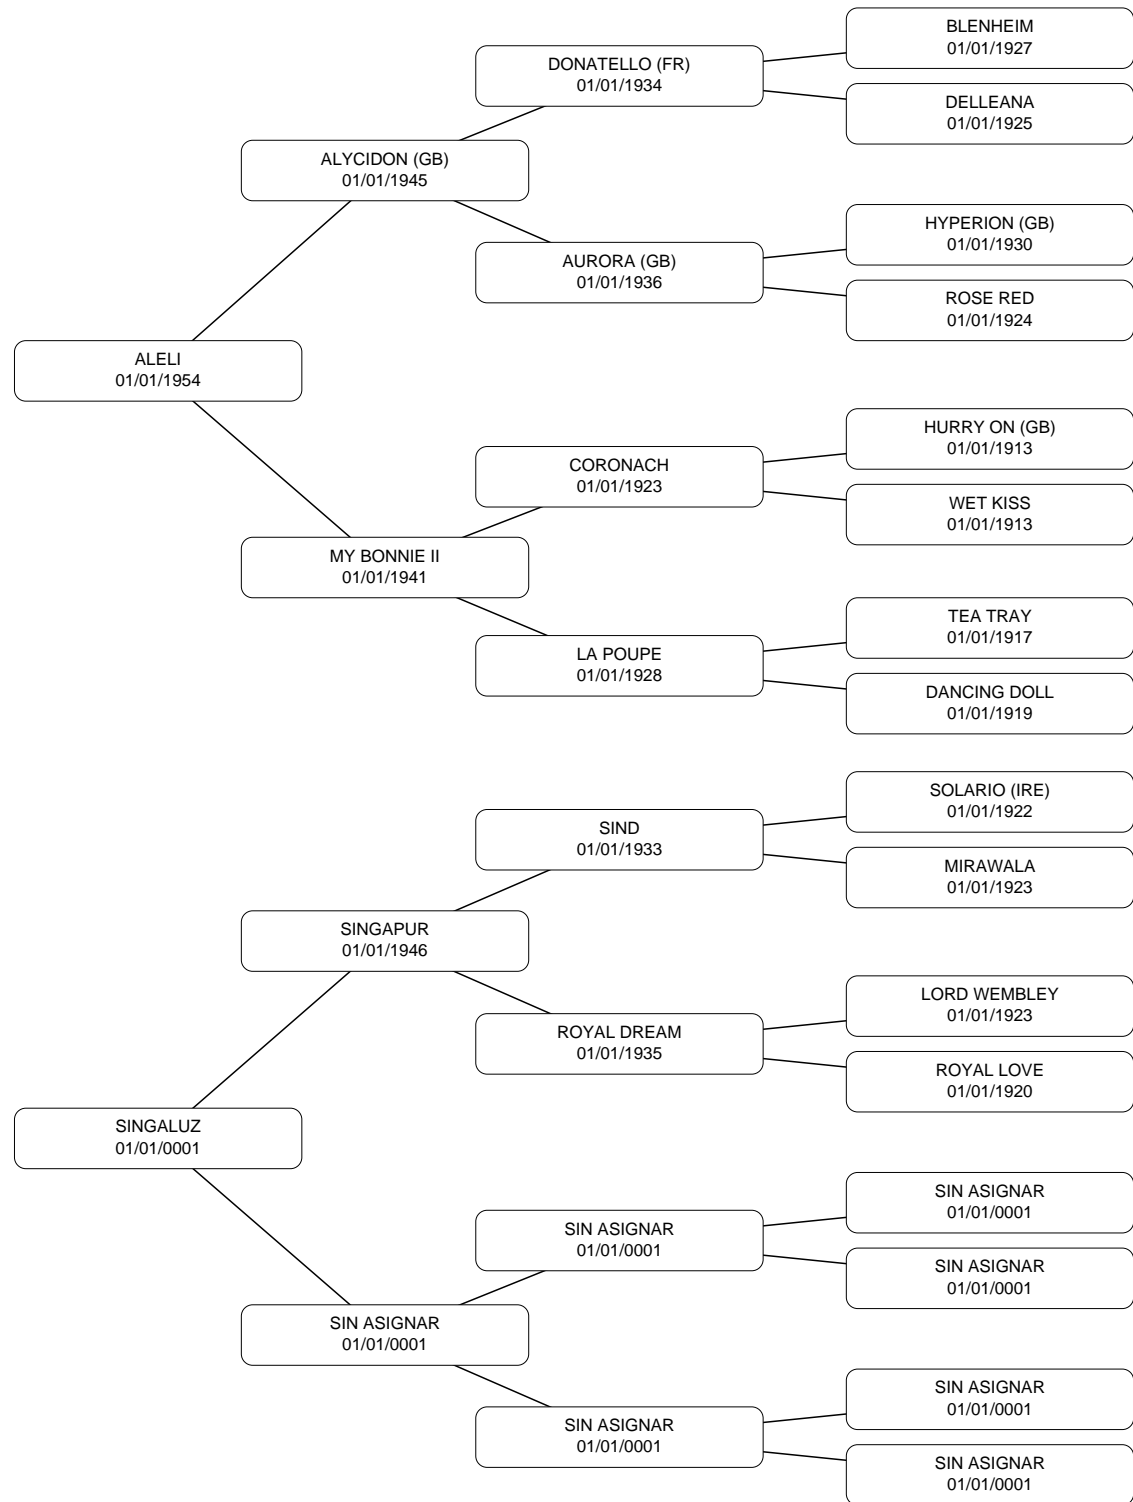 BLENHEIM
01/01/1927
DONATELLO (FR)
01/01/1934
DELLEANA
01/01/1925
ALYCIDON (GB)
01/01/1945
HYPERION (GB)
01/01/1930
AURORA (GB)
01/01/1936
ROSE RED
01/01/1924
ALELI
01/01/1954
HURRY ON (GB)
01/01/1913
CORONACH
01/01/1923
WET KISS
01/01/1913
MY BONNIE II
01/01/1941
TEA TRAY
01/01/1917
LA POUPE
01/01/1928
DANCING DOLL
01/01/1919
SOLARIO (IRE)
01/01/1922
SIND
01/01/1933
MIRAWALA
01/01/1923
SINGAPUR
01/01/1946
LORD WEMBLEY
01/01/1923
ROYAL DREAM
01/01/1935
ROYAL LOVE
01/01/1920
SINGALUZ
01/01/0001
SIN ASIGNAR
01/01/0001
SIN ASIGNAR
01/01/0001
SIN ASIGNAR
01/01/0001
SIN ASIGNAR
01/01/0001
SIN ASIGNAR
01/01/0001
SIN ASIGNAR
01/01/0001
SIN ASIGNAR
01/01/0001